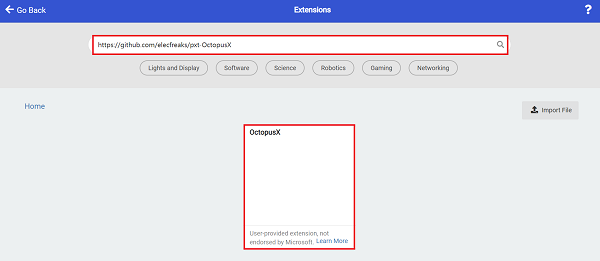 Go Back
Extensions
?
https://github.com/elecfreaks/pxt-OctopusX
Lights and Display
Software
Science
Robotics
Gaming
Networking
Home
Import File
OctopusX
User-provided extension, not
endorsed by Microsoft. Learn More